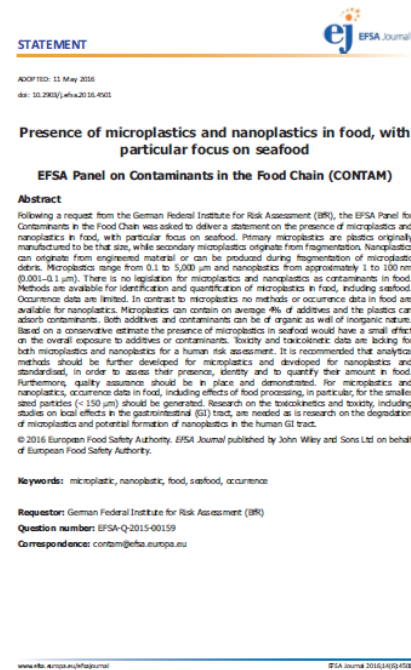 ej EFSA Journal
STATEMENT
ADOPTED: 11 May 2016
doi: 10.2903/j.efsa.2016.4501
Presence of microplastics and nanoplastics in food, with
particular focus on seafood
EFSA Panel on Contaminants in the Food Chain (CONTAM)
Abstract
Following a request from the German Federal Institute for Risk Assessment (BfR), the EFSA Panel for
Contaminants in the Food Chain was asked to deliver a statement on the presence of microplastics and
nanoplastics in food, with particular focus on seafood. Primary microplastics are plastics originally
manufactured to be that size, while secondary microplastics originate from fragmentation. Nanoplastics
can originate from engineered material or can be produced during fragmentation of microplastic
debris. Microplastics range from 0.1 to 5,000 μm and nanoplastics from approximately 1 to 100 nm
(0.001–0.1 μm). There is no legislation for microplastics and nanoplastics as contaminants in food.
Methods are available for identification and quantification of microplastics in food, including seafood.
Occurrence data are limited. In contrast to microplastics no methods or occurrence data in food are
available for nanoplastics. Microplastics can contain on average 4% of additives and the plastics can
adsorb contaminants. Both additives and contaminants can be of organic as well of inorganic nature.
Based on a conservative estimate the presence of microplastics in seafood would have a small effect
on the overall exposure to additives or contaminants. Toxicity and toxicokinetic data are lacking for
both microplastics and nanoplastics for a human risk assessment. It is recommended that analytical
methods should be further developed for microplastics and developed for nanoplastics and
standardised, in order to assess their presence, identity and to quantify their amount in food.
Furthermore, quality assurance should be in place and demonstrated. For microplastics and
nanoplastics, occurrence data in food, including effects of food processing, in particular, for the smaller
sized particles (< 150 μm) should be generated. Research on the toxicokinetics and toxicity, including
studies on local effects in the gastrointestinal (GI) tract, are needed as is research on the degradation
of microplastics and potential formation of nanoplastics in the human GI tract.
© 2016 European Food Safety Authority. EFSA Journal published by John Wiley and Sons Ltd on behalf
of European Food Safety Authority.
Keywords: microplastic, nanoplastic, food, seafood, occurrence
Requestor: German Federal Institute for Risk Assessment (BfR)
Question number: EFSA-Q-2015-00159
Correspondence: contam@efsa.europa.eu
www.efsa.europa.eu/efsajournal EFSA Journal 2016;14(6):4501